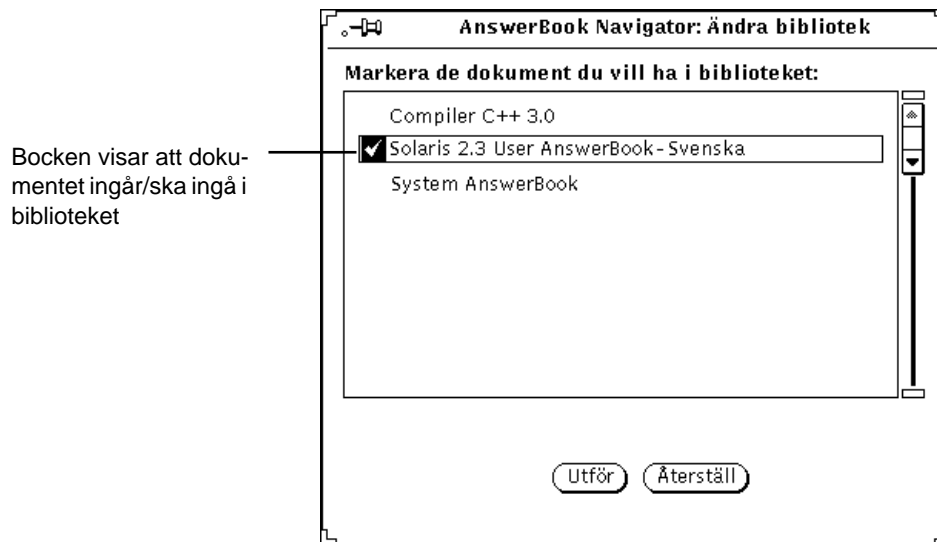 AnswerBook Navigator: Ändra bibliotek
Markera de dokument du vill ha i biblioteket:
Compiler C++ 3.0
Solaris 2.3 User AnswerBook-Svenska
System AnswerBook
Bocken visar att doku-
mentet ingår/ska ingå i
biblioteket
Utför
Återställ